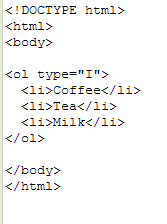 <!DOCTYPE html>
<html>
<body>

<ol type="I">
  <li>Coffee</li>
  <li>Tea</li>
  <li>Milk</li>
</ol>

</body>
</html>